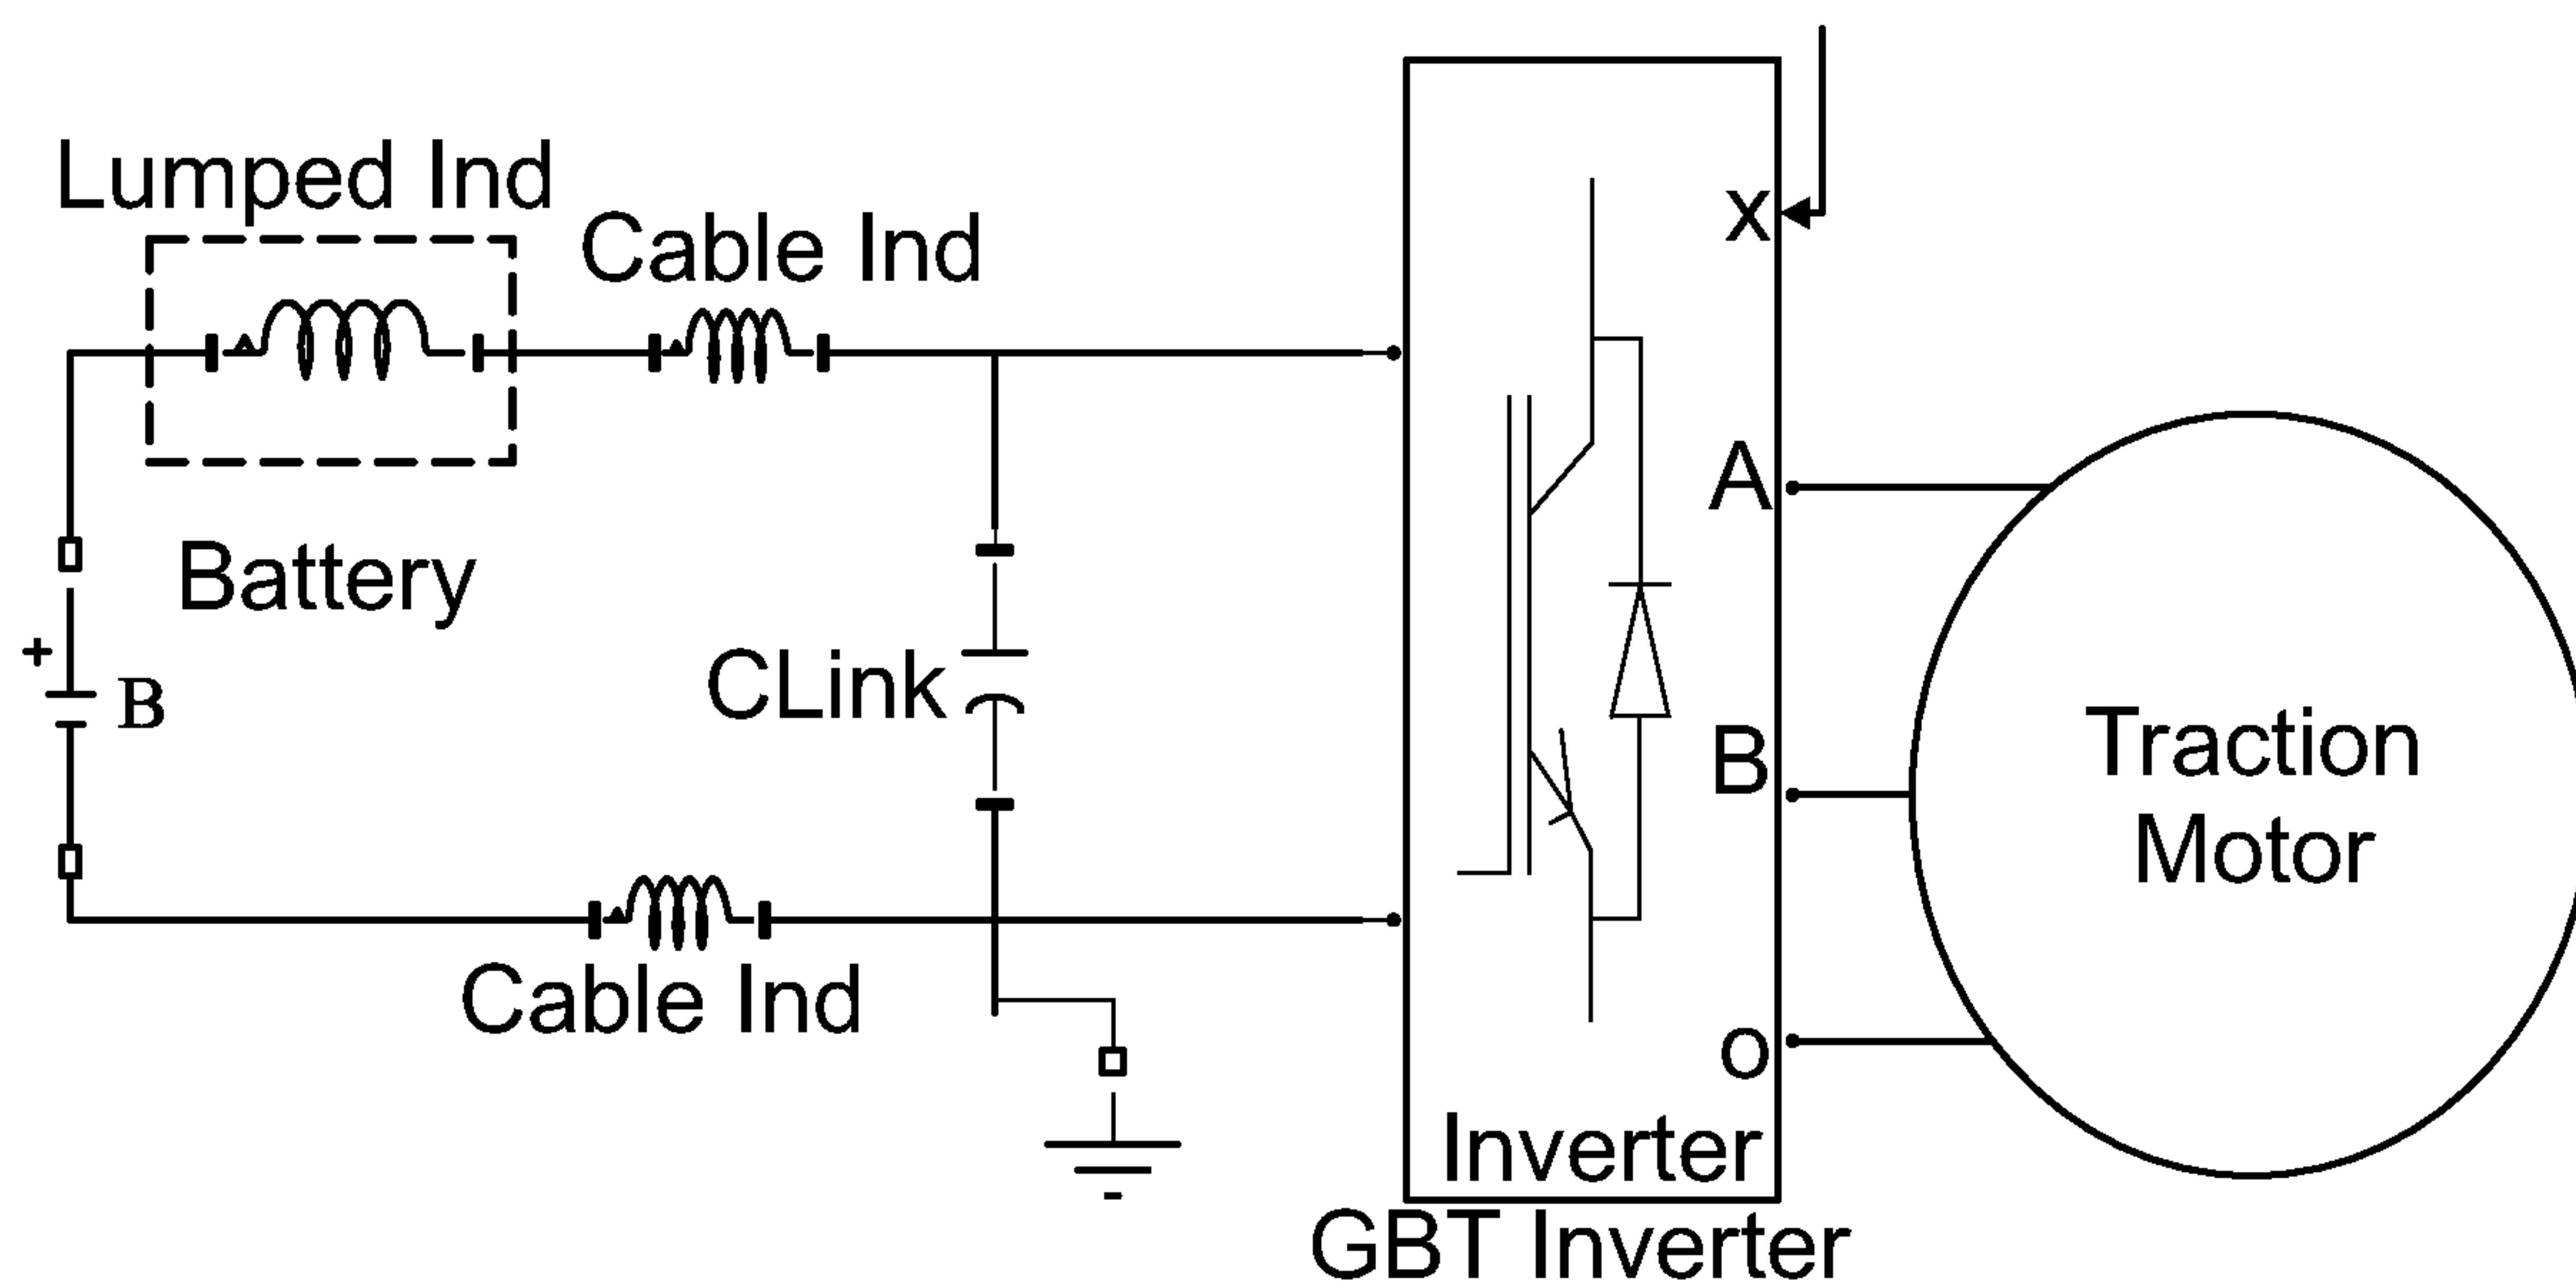 Lumped Ind
Cable Ind
x
A
Battery
+
B
CLink
B
Traction
Motor
Cable Ind
o
Inverter
GBT Inverter